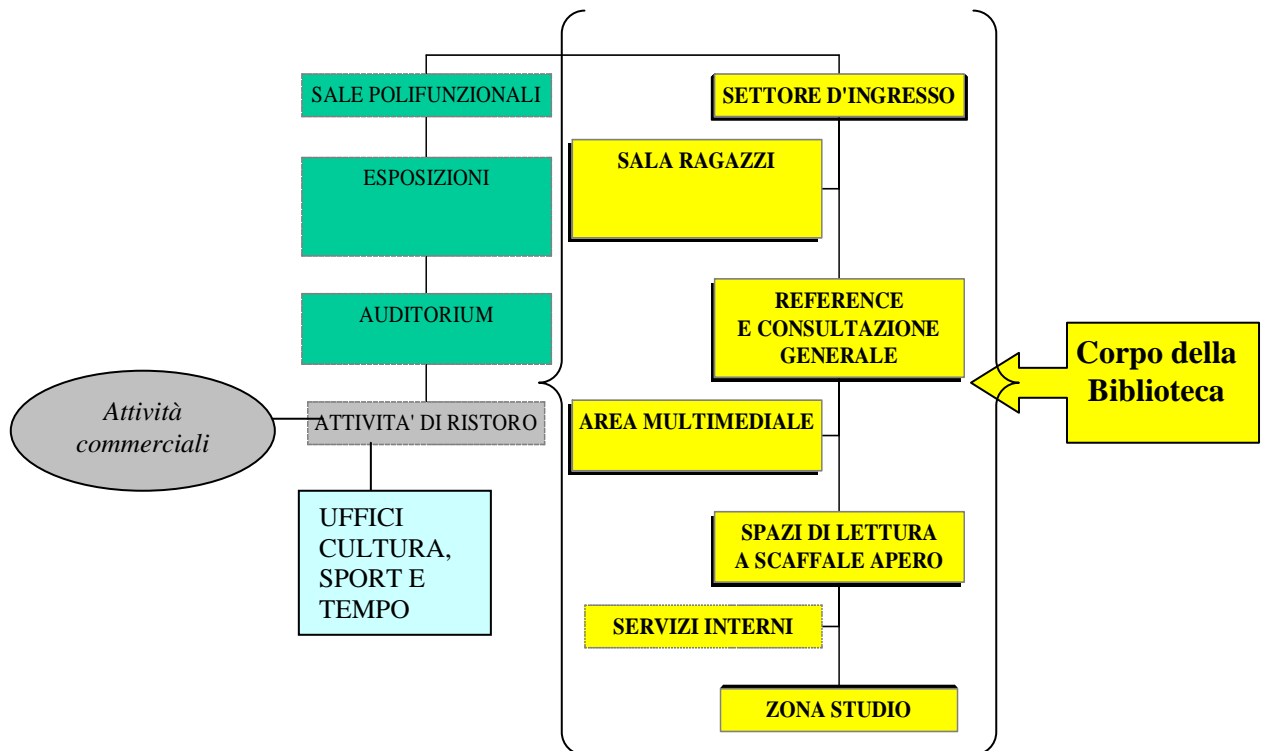 SALE POLIFUNZIONALI
SETTORE D'INGRESSO
SALA RAGAZZI
ESPOSIZIONI
AUDITORIUM
REFERENCE
E CONSULTAZIONE
GENERALE
Corpo della
Biblioteca
Attività
commerciali
ATTIVITA' DI RISTORO
AREA MULTIMEDIALE
UFFICI
CULTURA,
SPORT E
TEMPO
SPAZI DI LETTURA
A SCAFFALE APERO
SERVIZI INTERNI
ZONA STUDIO